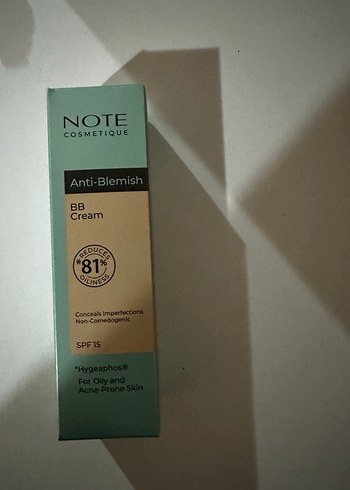 NOTE
COSMETIQUE
Anti-Blemish
BB
Cream
*REDUCES
81%
OILINESS
Conceals Imperfections
Non-Comedogenic
SPF 15
*Hygeaphos®
For Oily and
Acne-Prone Skin